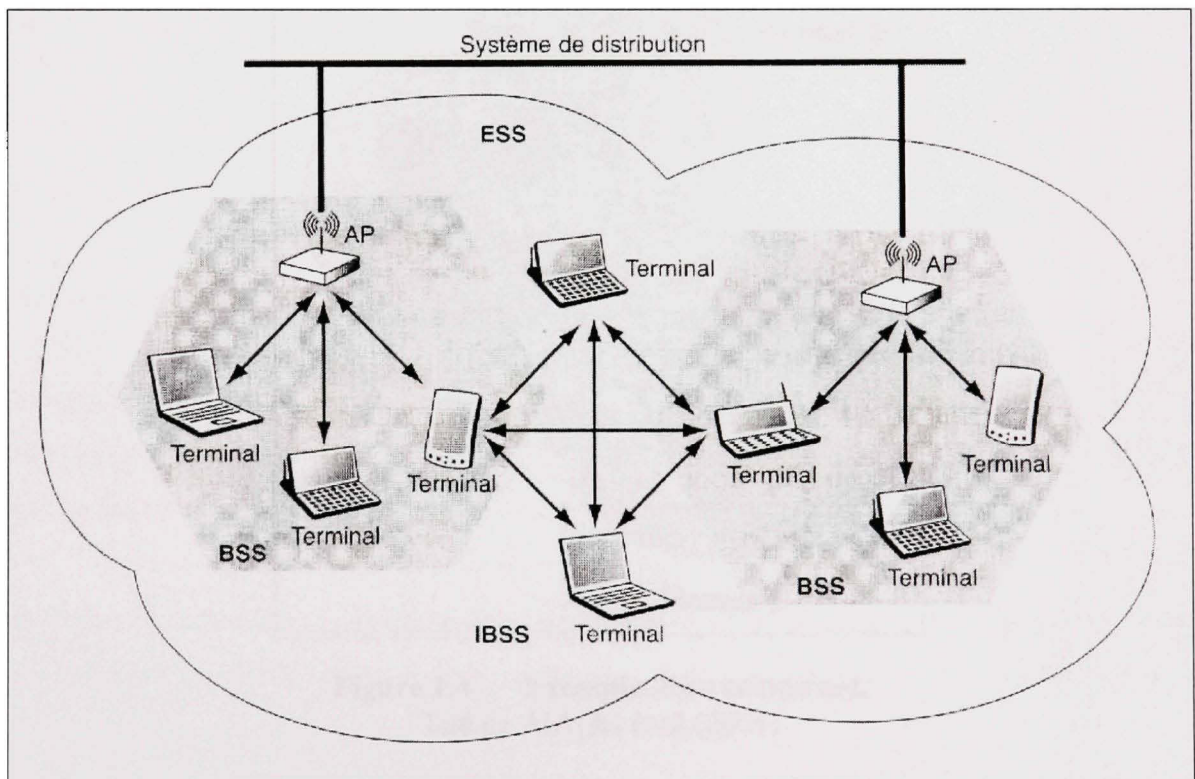 Système de distribution
ESS
AP
Terminal
AP
Terminal
Terminal
Terminal
Terminal
Terminal
Terminal
BSS
Terminal
BSS
IBSS
Terminal